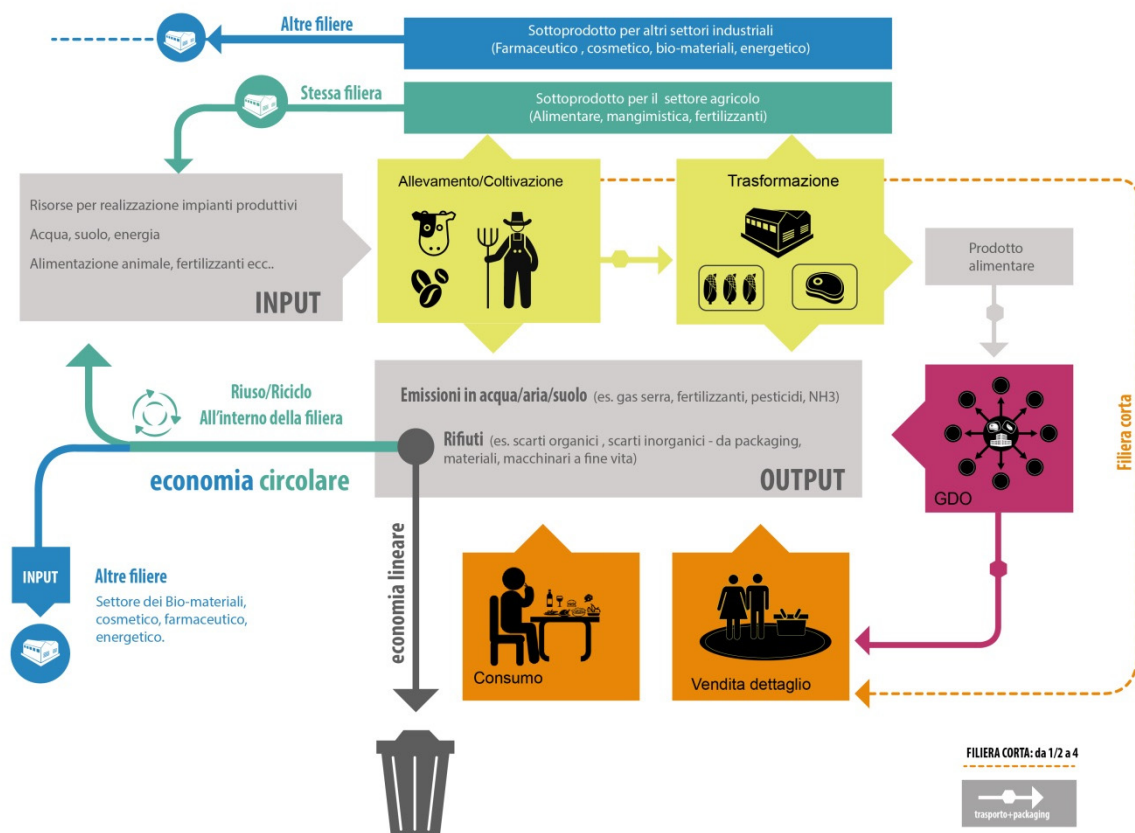 Altre filiere
Sottoprodotto per altri settori industriali
(Farmaceutico , cosmetico, bio-materiali, energetico)
Stessa filiera
Sottoprodotto per il settore agricolo
(Alimentare, mangimistica, fertilizzanti)
Risorse per realizzazione impianti produttivi
Acqua, suolo, energia
Alimentazione animale, fertilizzanti ecc..
INPUT
Allevamento/Coltivazione
Trasformazione
Prodotto
alimentare
Filiera corta
Riuso/Riciclo
All'interno della filiera
economia circolare
Emissioni in acqua/aria/suolo (es. gas serra, fertilizzanti, pesticidi, NH3)
Rifiuti (es. scarti organici , scarti inorganici - da packaging,
materiali, macchinari a fine vita)
OUTPUT
GDO
INPUT
Altre filiere
Settore dei Bio-materiali,
cosmetico, farmaceutico,
energetico.
economia lineare
Consumo
Vendita dettaglio
FILIERA CORTA: da 1/2 a 4
trasporto+packaging